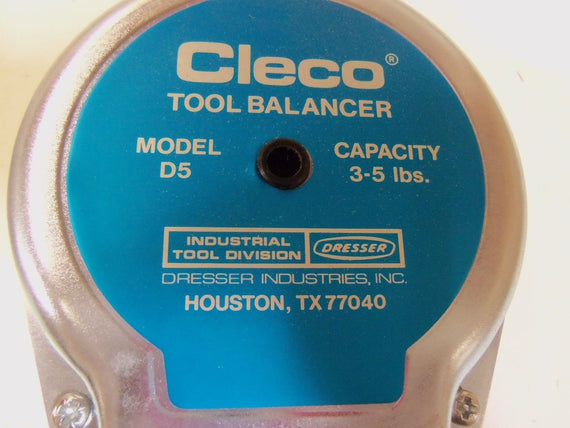 Cleco®
TOOL BALANCER
MODEL
D5
CAPACITY
3-5 lbs.
INDUSTRIAL
TOOL DIVISION
DRESSER
DRESSER INDUSTRIES, INC.
HOUSTON, TX 77040